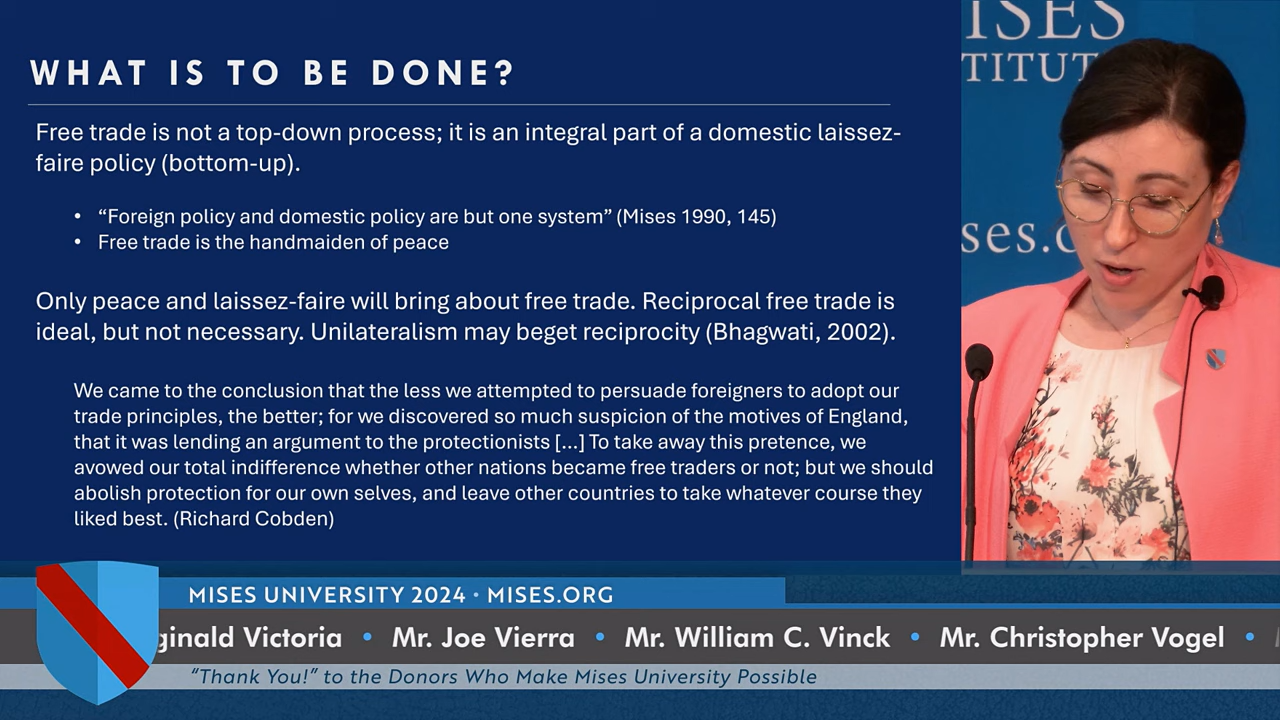 WHAT IS TO BE DONE?
Free trade is not a top-down process; it is an integral part of a domestic laissez-
faire policy (bottom-up).
• “Foreign policy and domestic policy are but one system” (Mises 1990, 145)
• Free trade is the handmaiden of peace
Only peace and laissez-faire will bring about free trade. Reciprocal free trade is
ideal, but not necessary. Unilateralism may beget reciprocity (Bhagwati, 2002).
We came to the conclusion that the less we attempted to persuade foreigners to adopt our
trade principles, the better; for we discovered so much suspicion of the motives of England,
that it was lending an argument to the protectionists [...] To take away this pretence, we
avowed our total indifference whether other nations became free traders or not; but we should
abolish protection for our own selves, and leave other countries to take whatever course they
liked best. (Richard Cobden)
ISES
TITUT
ses.
MISES UNIVERSITY 2024 • MISES.ORG
ginald Victoria • Mr. Joe Vierra • Mr. William C. Vinck • Mr. Christopher Vogel •
“Thank You!” to the Donors Who Make Mises University Possible